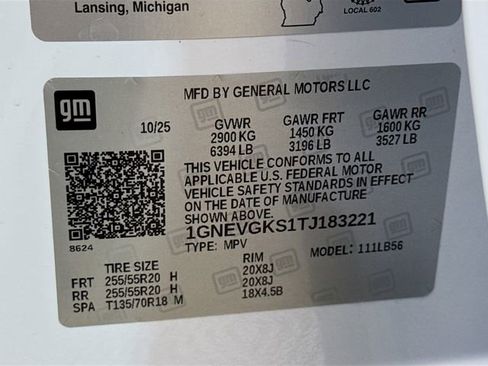 Lansing, Michigan
LOCAL 602
gm
MFD BY GENERAL MOTORS LLC
10/25
GVWR GAWR FRT GAWR RR
2900 KG 1450 KG 1600 KG
6394 LB 3196 LB 3527 LB
THIS VEHICLE CONFORMS TO ALL
APPLICABLE U.S. FEDERAL MOTOR
VEHICLE SAFETY STANDARDS IN EFFECT
ON THE DATE OF MANUFACTURE
SHOWN ABOVE.
1GNEVGKS1TJ183221
8624
TYPE: MPV MODEL: 111LB56
TIRE SIZE RIM
FRT 255/55R20 H 20X8J
RR 255/55R20 H 20X8J
SPA T135/70R18 M 18X4.5B